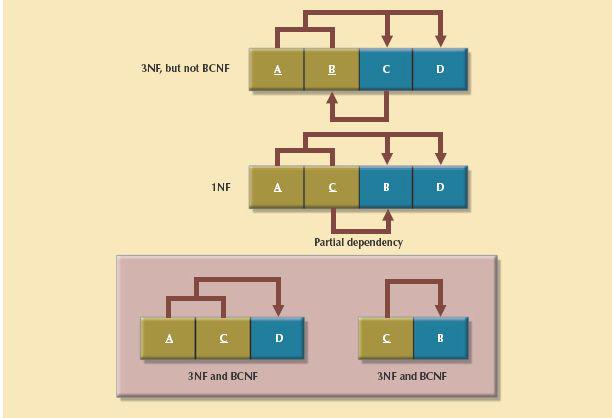 3NF, but not BCNF
A B C D
1NF
A C B D
Partial dependency
A C D
C B
3NF and BCNF
3NF and BCNF